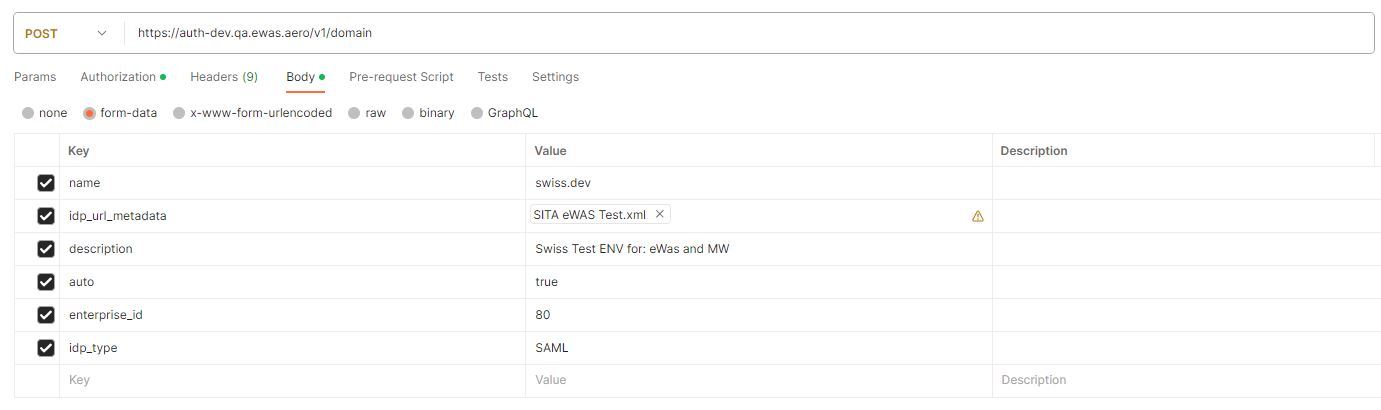 POST https://auth-dev.qa.ewas.aero/v1/domain
Params Authorization Headers (9) Body Pre-request Script Tests Settings
none form-data x-www-form-urlencoded raw binary GraphQL
Key Value Description
name swiss.dev
idp_url_metadata SITA eWAS Test.xml
description Swiss Test ENV for: eWas and MW
auto true
enterprise_id 80
idp_type SAML
Key Value Description